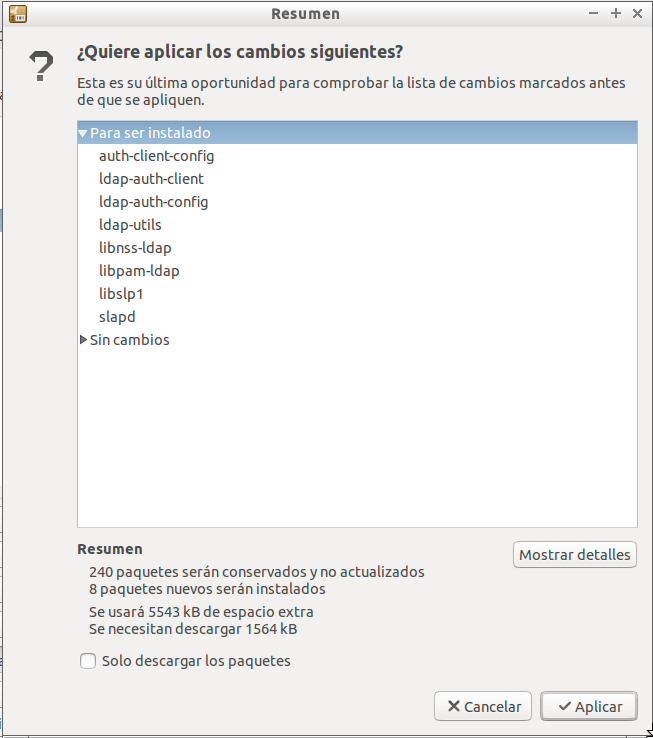 Resumen
¿Quiere aplicar los cambios siguientes?
Esta es su última oportunidad para comprobar la lista de cambios marcados antes
de que se apliquen.
Para ser instalado
auth-client-config
ldap-auth-client
ldap-auth-config
ldap-utils
libnss-ldap
libpam-ldap
libslp1
slapd
Sin cambios
Resumen
Mostrar detalles
240 paquetes serán conservados y no actualizados
8 paquetes nuevos serán instalados
Se usará 5543 kB de espacio extra
Se necesitan descargar 1564 kB
Solo descargar los paquetes
Cancelar
Aplicar